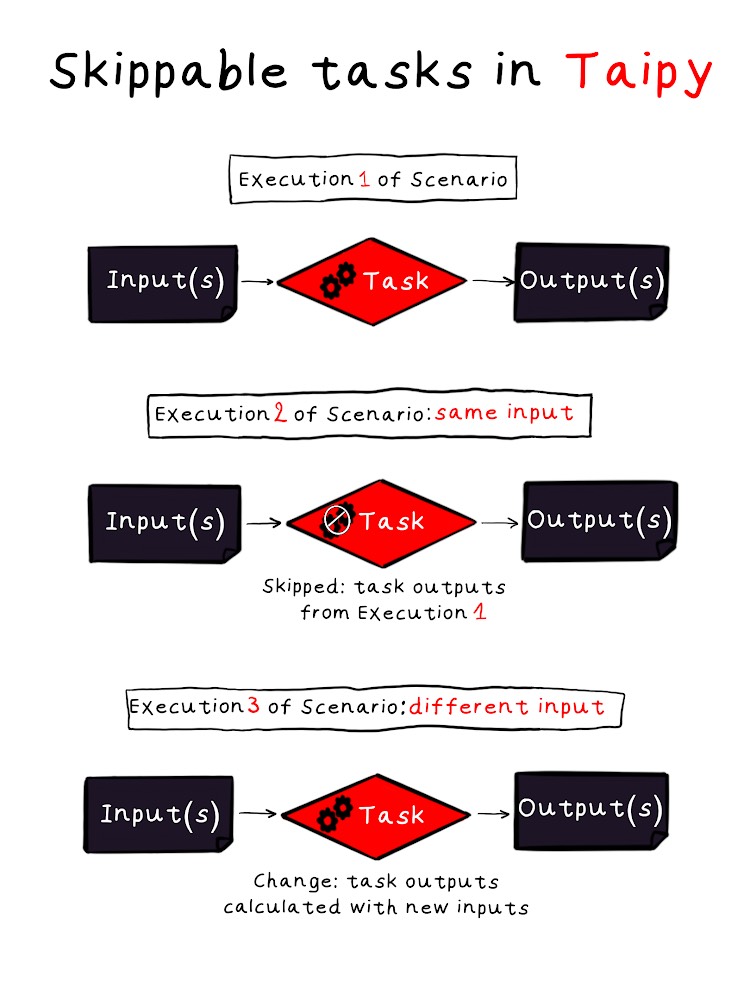 Skippable tasks in Taipy
Execution 1 of Scenario
Input(s) Task Output(s)
Execution 2 of Scenario: same input
Input(s) Task Output(s)
Skipped: task outputs
from Execution 1
Execution 3 of Scenario: different input
Input(s) Task Output(s)
Change: task outputs
calculated with new inputs